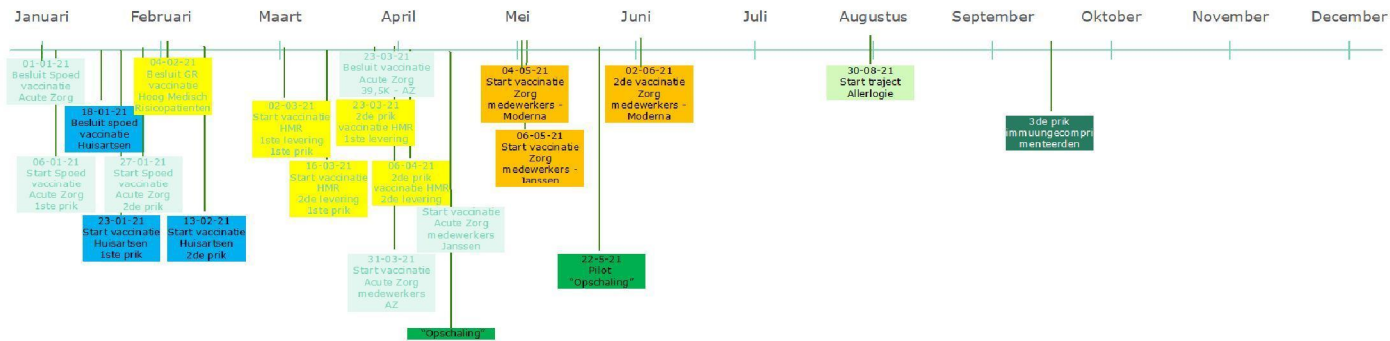 Januari
Februari
Maart
April
Mei
Juni
Juli
Augustus
September
Oktober
November
December
01-01-21
Besluit Spoed
vaccinatie
Acute Zorg
18-01-21
Besluit spoed
vaccinatie
Huisartsen
04-02-21
Besluit GR
vaccinatie
Hoog Medisch
Risicopatienten
06-01-21
Start Spoed
vaccinatie
Acute Zorg
1ste prik
27-01-21
Start Spoed
vaccinatie
Acute Zorg
2de prik
23-01-21
Start vaccinatie
Huisartsen
1ste prik
13-02-21
Start vaccinatie
Huisartsen
2de prik
02-03-21
Start vaccinatie
HMR
1ste levering
1ste prik
16-03-21
Start vaccinatie
HMR
2de levering
1ste prik
23-03-21
Besluit vaccinatie
Acute Zorg
39,5K - AZ
23-03-21
2de prik
vaccinatie HMR
1ste levering
06-04-21
2de prik
vaccinatie HMR
2de levering
Start vaccinatie
Acute Zorg
medewerkers
Janssen
31-03-21
Start vaccinatie
Acute Zorg
medewerkers
AZ
"Opschaling"
04-05-21
Start vaccinatie
Zorg
medewerkers -
Moderna
06-05-21
Start vaccinatie
Zorg
medewerkers -
Janssen
22-5-21
Pilot
"Opschaling"
02-06-21
2de vaccinatie
Zorg
medewerkers -
Moderna
30-08-21
Start traject
Allerlogie
3de prik
immuungecompri
menteerden